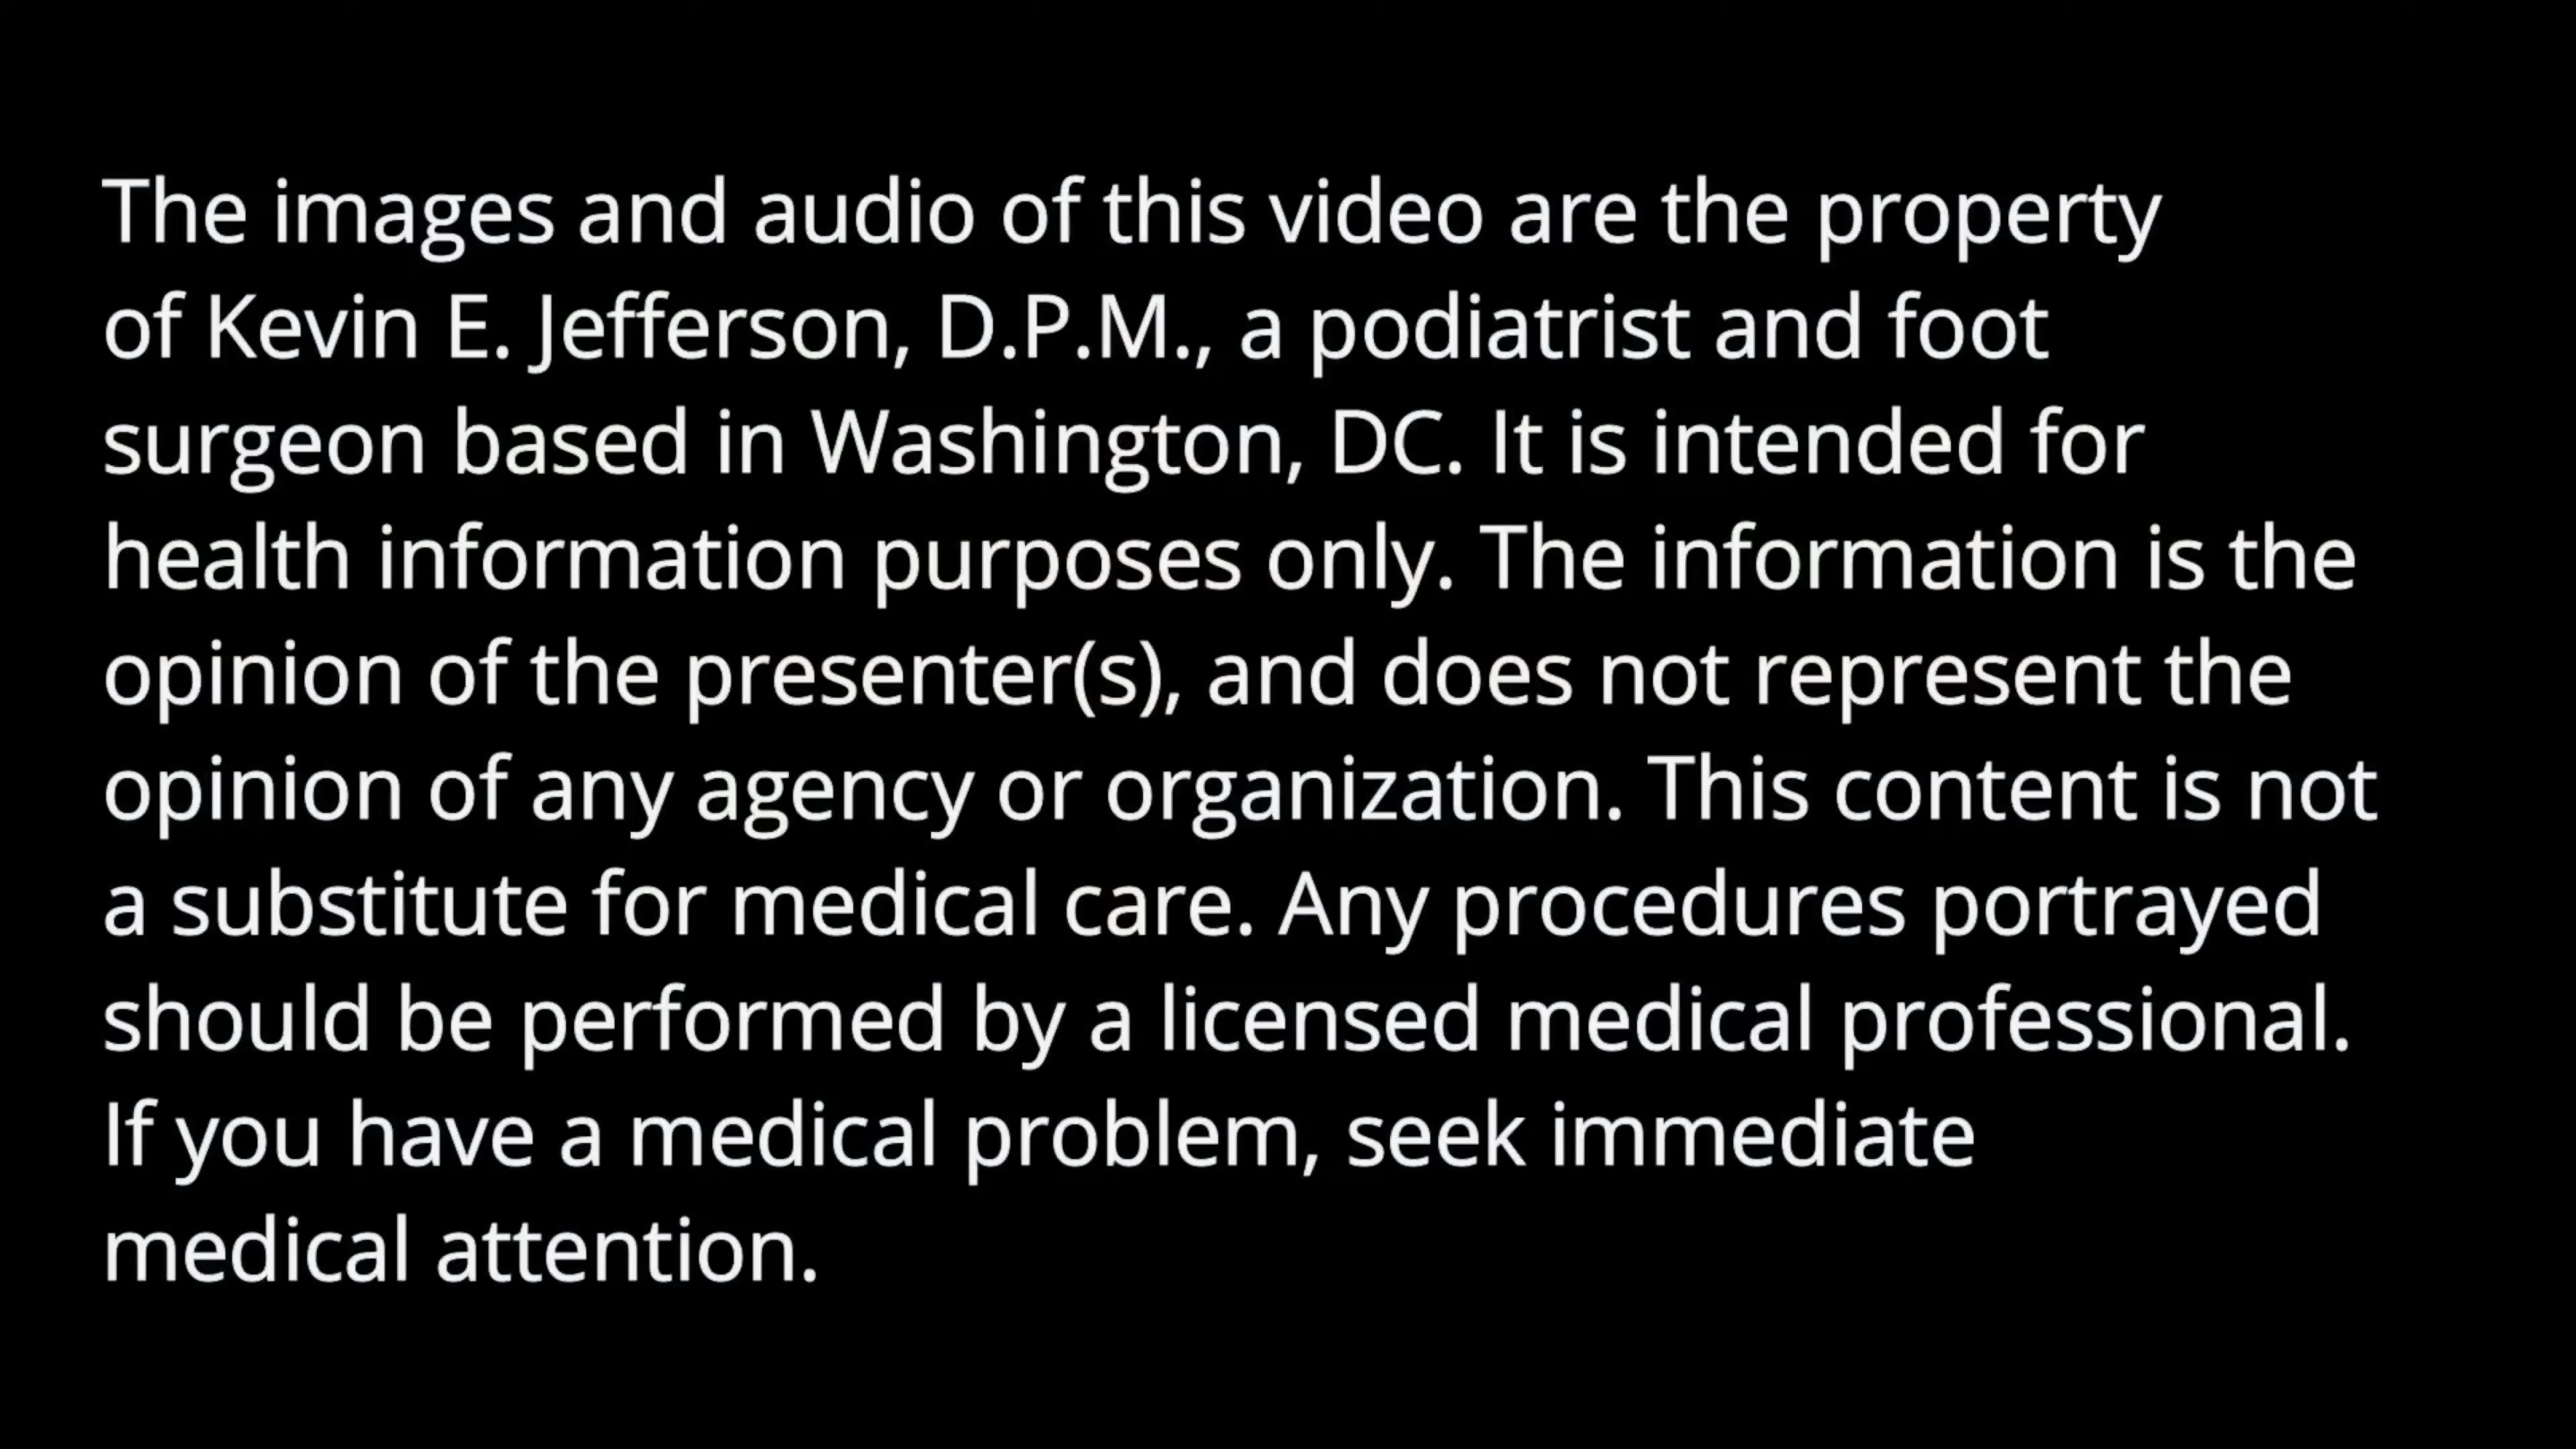 The images and audio of this video are the property
of Kevin E. Jefferson, D.P.M., a podiatrist and foot
surgeon based in Washington, DC. It is intended for
health information purposes only. The information is the
opinion of the presenter(s), and does not represent the
opinion of any agency or organization. This content is not
a substitute for medical care. Any procedures portrayed
should be performed by a licensed medical professional.
If you have a medical problem, seek immediate
medical attention.